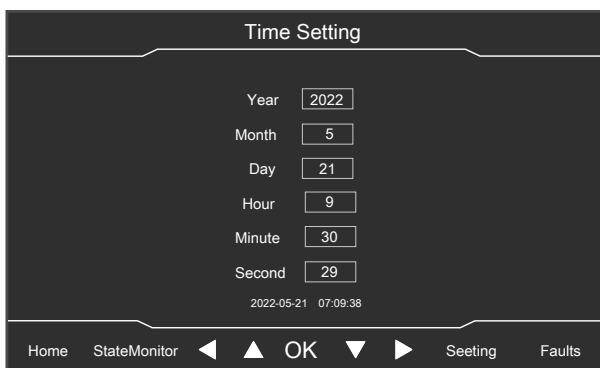 Time Setting
Year 2022
Month 5
Day 21
Hour 9
Minute 30
Second 29
2022-05-21 07:09:38
Home StateMonitor OK Seeting Faults